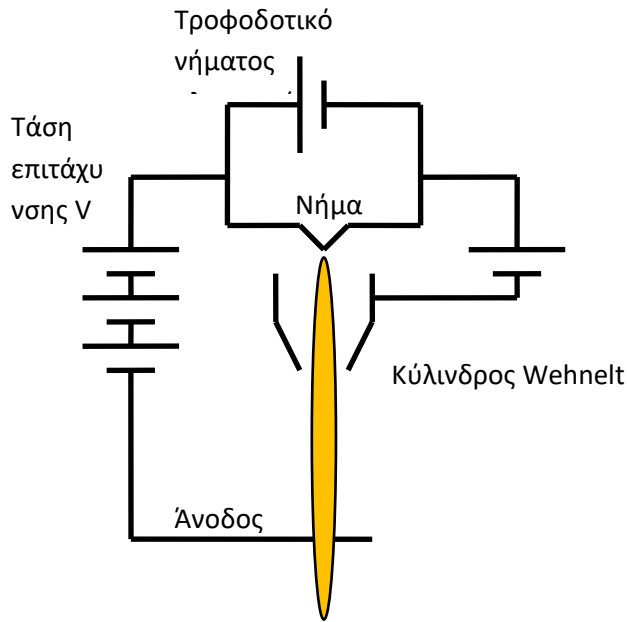 Τροφοδοτικό
νήματος
Τάση
επιτάχυ
νσης V
Νήμα
Κύλινδρος Wehnelt
Άνοδος